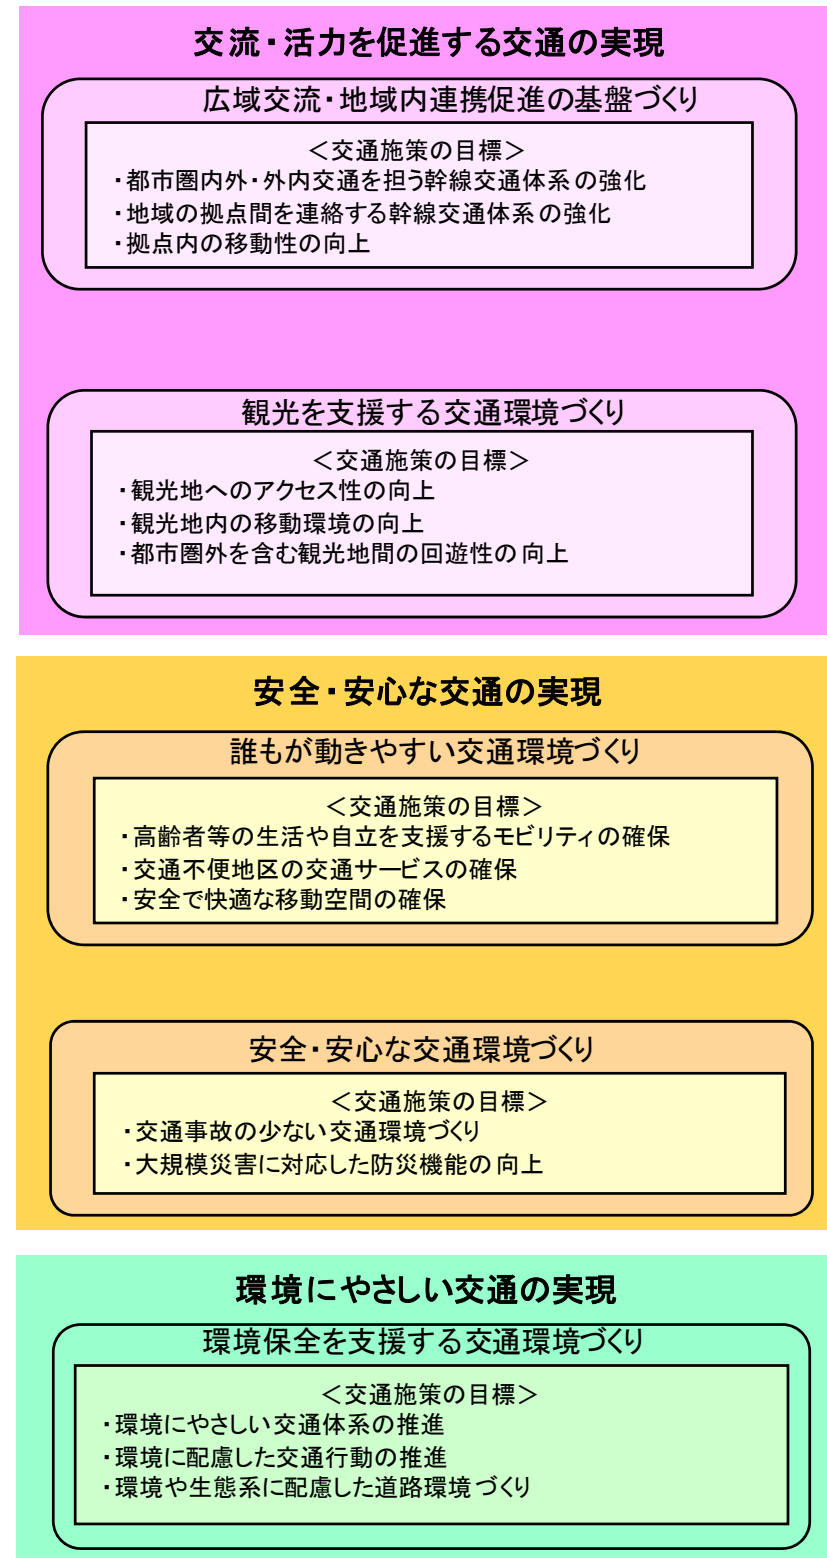 交流・活力を促進する交通の実現
広域交流・地域内連携促進の基盤づくり
＜交通施策の目標＞
・都市圏内外・外内交通を担う幹線交通体系の強化
・地域の拠点間を連絡する幹線交通体系の強化
・拠点内の移動性の向上
観光を支援する交通環境づくり
＜交通施策の目標＞
・観光地へのアクセス性の向上
・観光地内の移動環境の向上
・都市圏外を含む観光地間の回遊性の向上
安全・安心な交通の実現
誰もが動きやすい交通環境づくり
＜交通施策の目標＞
・高齢者等の生活や自立を支援するモビリティの確保
・交通不便地区の交通サービスの確保
・安全で快適な移動空間の確保
安全・安心な交通環境づくり
＜交通施策の目標＞
・交通事故の少ない交通環境づくり
・大規模災害に対応した防災機能の向上
環境にやさしい交通の実現
環境保全を支援する交通環境づくり
＜交通施策の目標＞
・環境にやさしい交通体系の推進
・環境に配慮した交通行動の推進
・環境や生態系に配慮した道路環境づくり